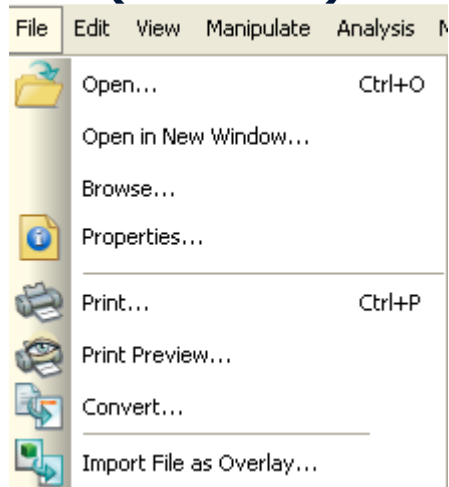 File Edit View Manipulate Analysis
Open... Ctrl+O
Open in New Window...
Browse...
Properties...
Print... Ctrl+P
Print Preview...
Convert...
Import File as Overlay...